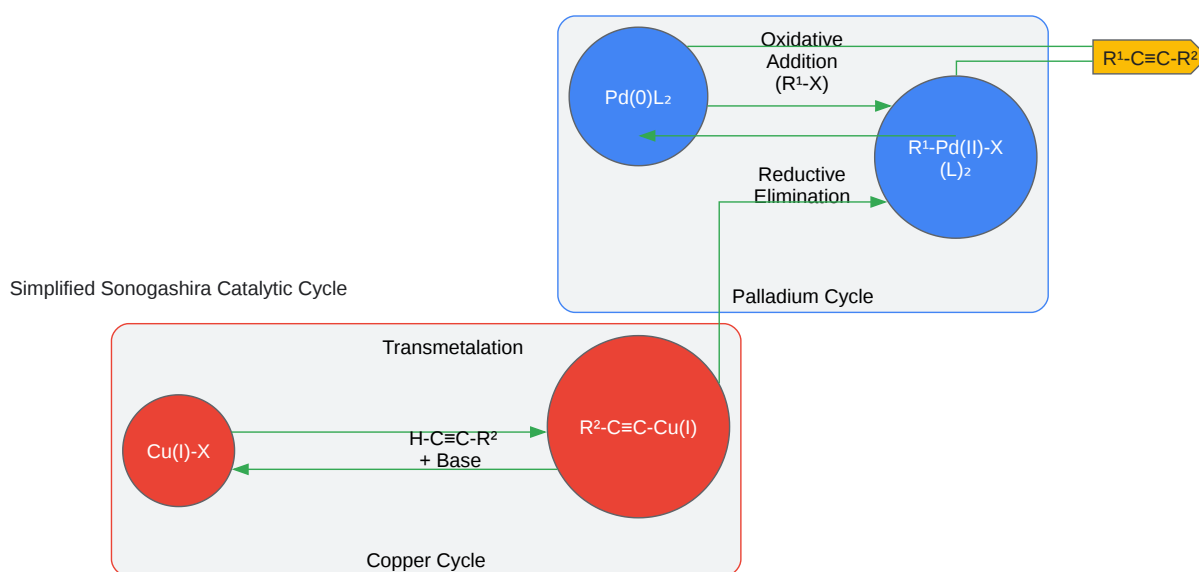 Oxidative
Addition
(R¹-X)
R¹-C≡C-R²
Pd(0)L₂
R¹-Pd(II)-X
(L)₂
Reductive
Elimination
Palladium Cycle
Simplified Sonogashira Catalytic Cycle
Transmetalation
R²-C≡C-Cu(I)
Cu(I)-X
H-C≡C-R²
+ Base
Copper Cycle